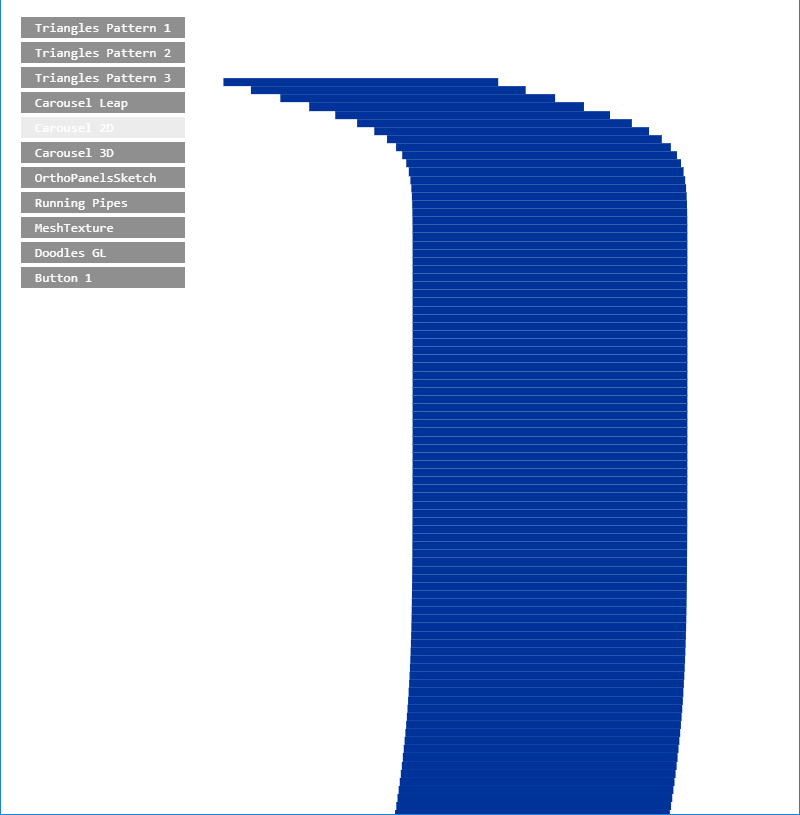 Triangles Pattern 1
Triangles Pattern 2
Triangles Pattern 3
Carousel Leap
Carousel 2D
Carousel 3D
OrthoPanelsSketch
Running Pipes
MeshTexture
Doodles GL
Button 1